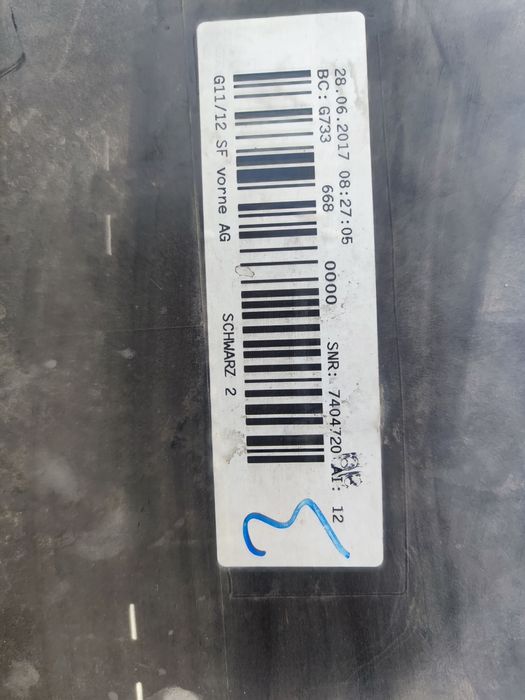 28.06.2017 08:27:05 0000 SNR: 7404720 AI: 12
BC: G733 668
G11/12 SF vorne AG SCHWARZ 2